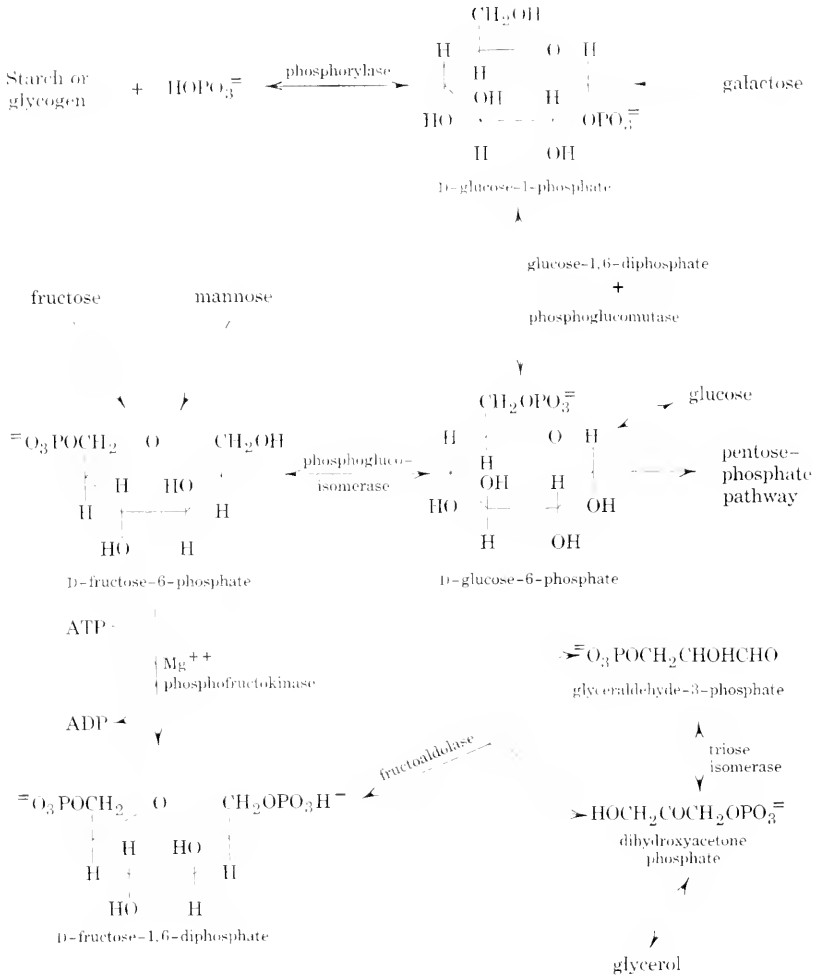 CH₂OH
H O H
H
Starch or glycogen + HOPO₃⁼ phosphorylase galactose
OH H
HO OPO₃⁼
H OH
D-glucose-1-phosphate
glucose-1,6-diphosphate
+
phosphoglucomutase
fructose mannose
CH₂OPO₃⁼
glucose
⁼O₃POCH₂ O CH₂OH
H O H
phosphogluco-
isomerase
H
H HO
OH H
pentose-
phosphate
pathway
H H
HO OH
HO H
H OH
D-fructose-6-phosphate
D-glucose-6-phosphate
ATP
Mg⁺⁺
phosphofructokinase
ADP
⁼O₃POCH₂CHOHCHO
glyceraldehyde-3-phosphate
triose
isomerase
fructoaldolase
⁼O₃POCH₂ O CH₂OPO₃H⁻
HOCH₂COCH₂OPO₃⁼
dihydroxyacetone
phosphate
H HO
H H
HO H
D-fructose-1,6-diphosphate
glycerol